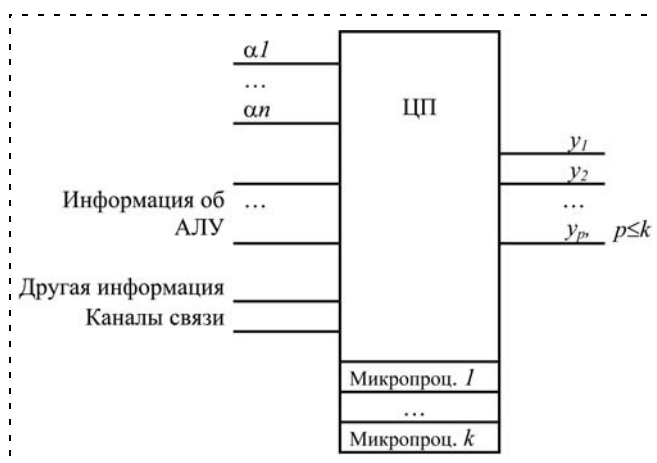 α1
…
αn
ЦП
y1
y2
…
yp, p≤k
Информация об
АЛУ
…
Другая информация
Каналы связи
Микропроц. 1
…
Микропроц. k